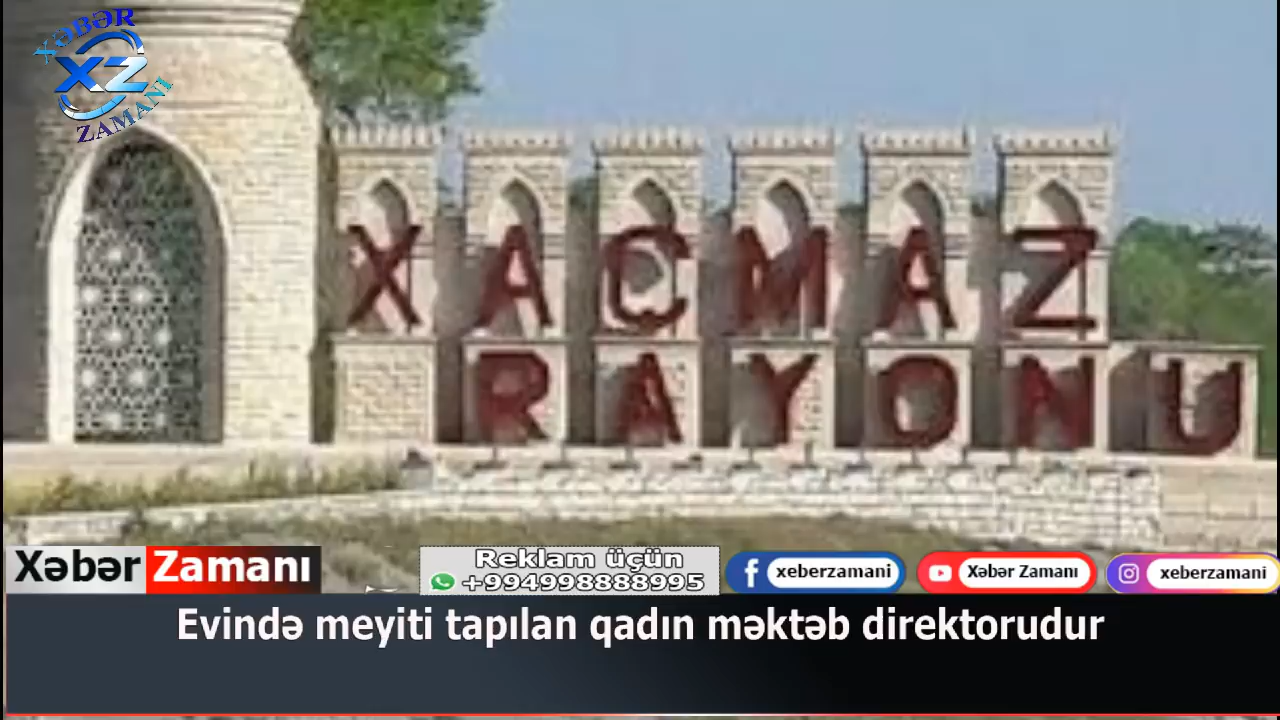 XƏBƏR
XZ
ZAMANI
XAÇMAZ
RAYONU
Xəbər Zamanı
Reklam üçün
+994998888995
xeberzamani
Xəbər Zamanı
xeberzamani
Evində meyiti tapılan qadın məktəb direktorudur